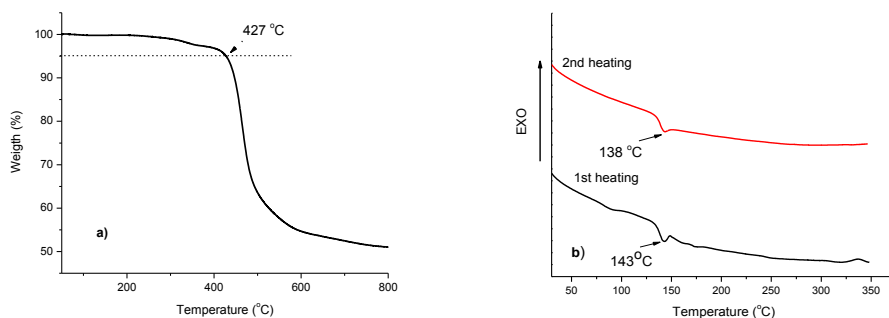 427 °C
100
90
80
70
60
50
Weigth (%)
a)
200
400
600
800
Temperature (°C)
2nd heating
EXO
138 °C
1st heating
b)
143°C
50
100
150
200
250
300
350
Temperature (°C)